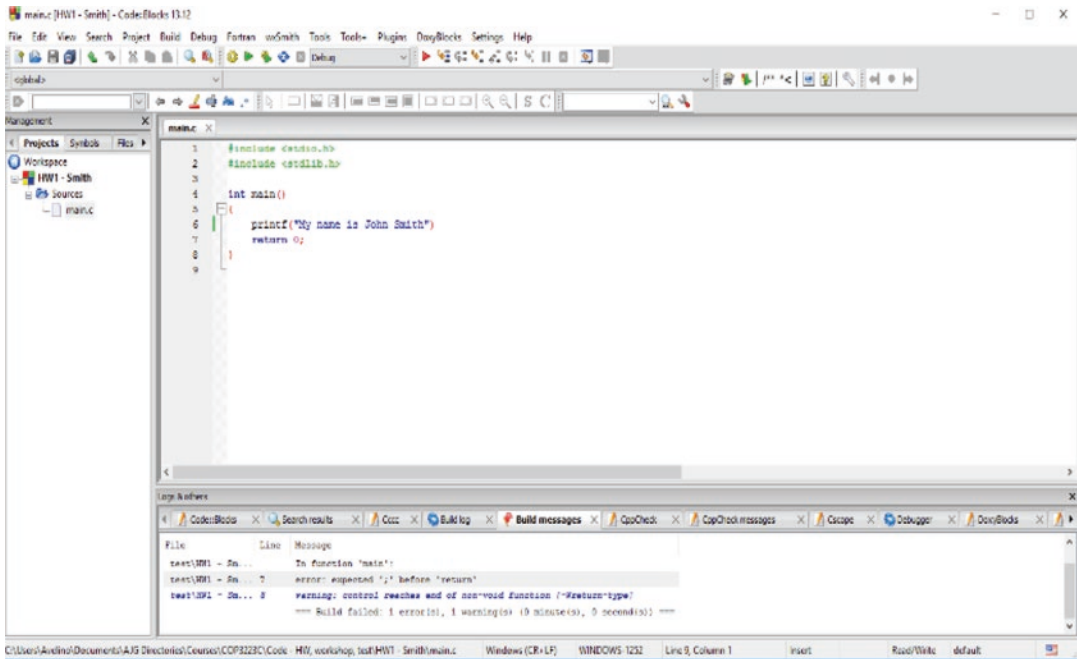 main.c [HW1 - Smith] - Code::Blocks 13.12
File Edit View Search Project Build Debug Fortran wxSmith Tools Tools+ Plugins DoxyBlocks Settings Help
Debug
<global>
S C
Management
Projects Symbols Files
main.c
Workspace
HW1 - Smith
Sources
main.c
1 #include <stdio.h>
2 #include <stdlib.h>
3
4 int main()
5 {
6 printf("My name is John Smith")
7 return 0;
8 }
9
Logs & others
Code::Blocks Search results Cccc Build log Build messages CppCheck CppCheck messages Cscope Debugger DoxyBlocks
File Line Message
test\HW1 - Sm... In function 'main':
test\HW1 - Sm... 7 error: expected ';' before 'return'
test\HW1 - Sm... 8 warning: control reaches end of non-void function [-Wreturn-type]
=== Build failed: 1 error(s), 1 warning(s) (0 minute(s), 0 second(s)) ===
C:\Users\Avelino\Documents\AJG Directories\Courses\COP3223C\Code - HW, workshop, test\HW1 - Smith\main.c Windows (CR+LF) WINDOWS-1252 Line 9, Column 1 Insert Read/Write default